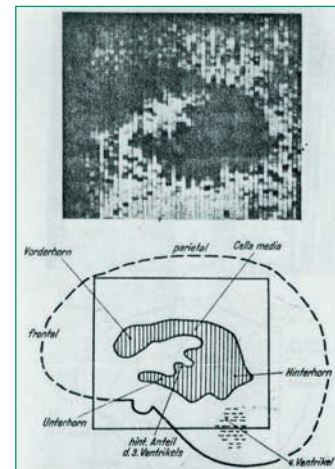 parietal
Cella media
Vorderhorn
frontal
Hinterhorn
Unterhorn
hint. Anteil
d. 3. Ventrikels
4. Ventrikel